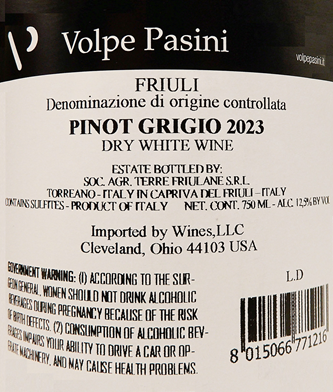 VP Volpe Pasini
volpepasini.it
FRIULI
Denominazione di origine controllata
PINOT GRIGIO 2023
DRY WHITE WINE
ESTATE BOTTLED BY:
SOC. AGR. TERRE FRIULANE S.R.L.
TORREANO - ITALY IN CAPRIVA DEL FRIULI - ITALY
CONTAINS SULFITES - PRODUCT OF ITALY NET. CONT. 750 ML - ALC. 12,5% BY VOL
Imported by Wines,LLC
Cleveland, Ohio 44103 USA
GOVERNMENT WARNING: (1) ACCORDING TO THE SUR-
GEON GENERAL, WOMEN SHOULD NOT DRINK ALCOHOLIC
BEVERAGES DURING PREGNANCY BECAUSE OF THE RISK
OF BIRTH DEFECTS. (2) CONSUMPTION OF ALCOHOLIC BEV-
ERAGES IMPAIRS YOUR ABILITY TO DRIVE A CAR OR OP-
ERATE MACHINERY, AND MAY CAUSE HEALTH PROBLEMS.
L.D
8 015066 771216